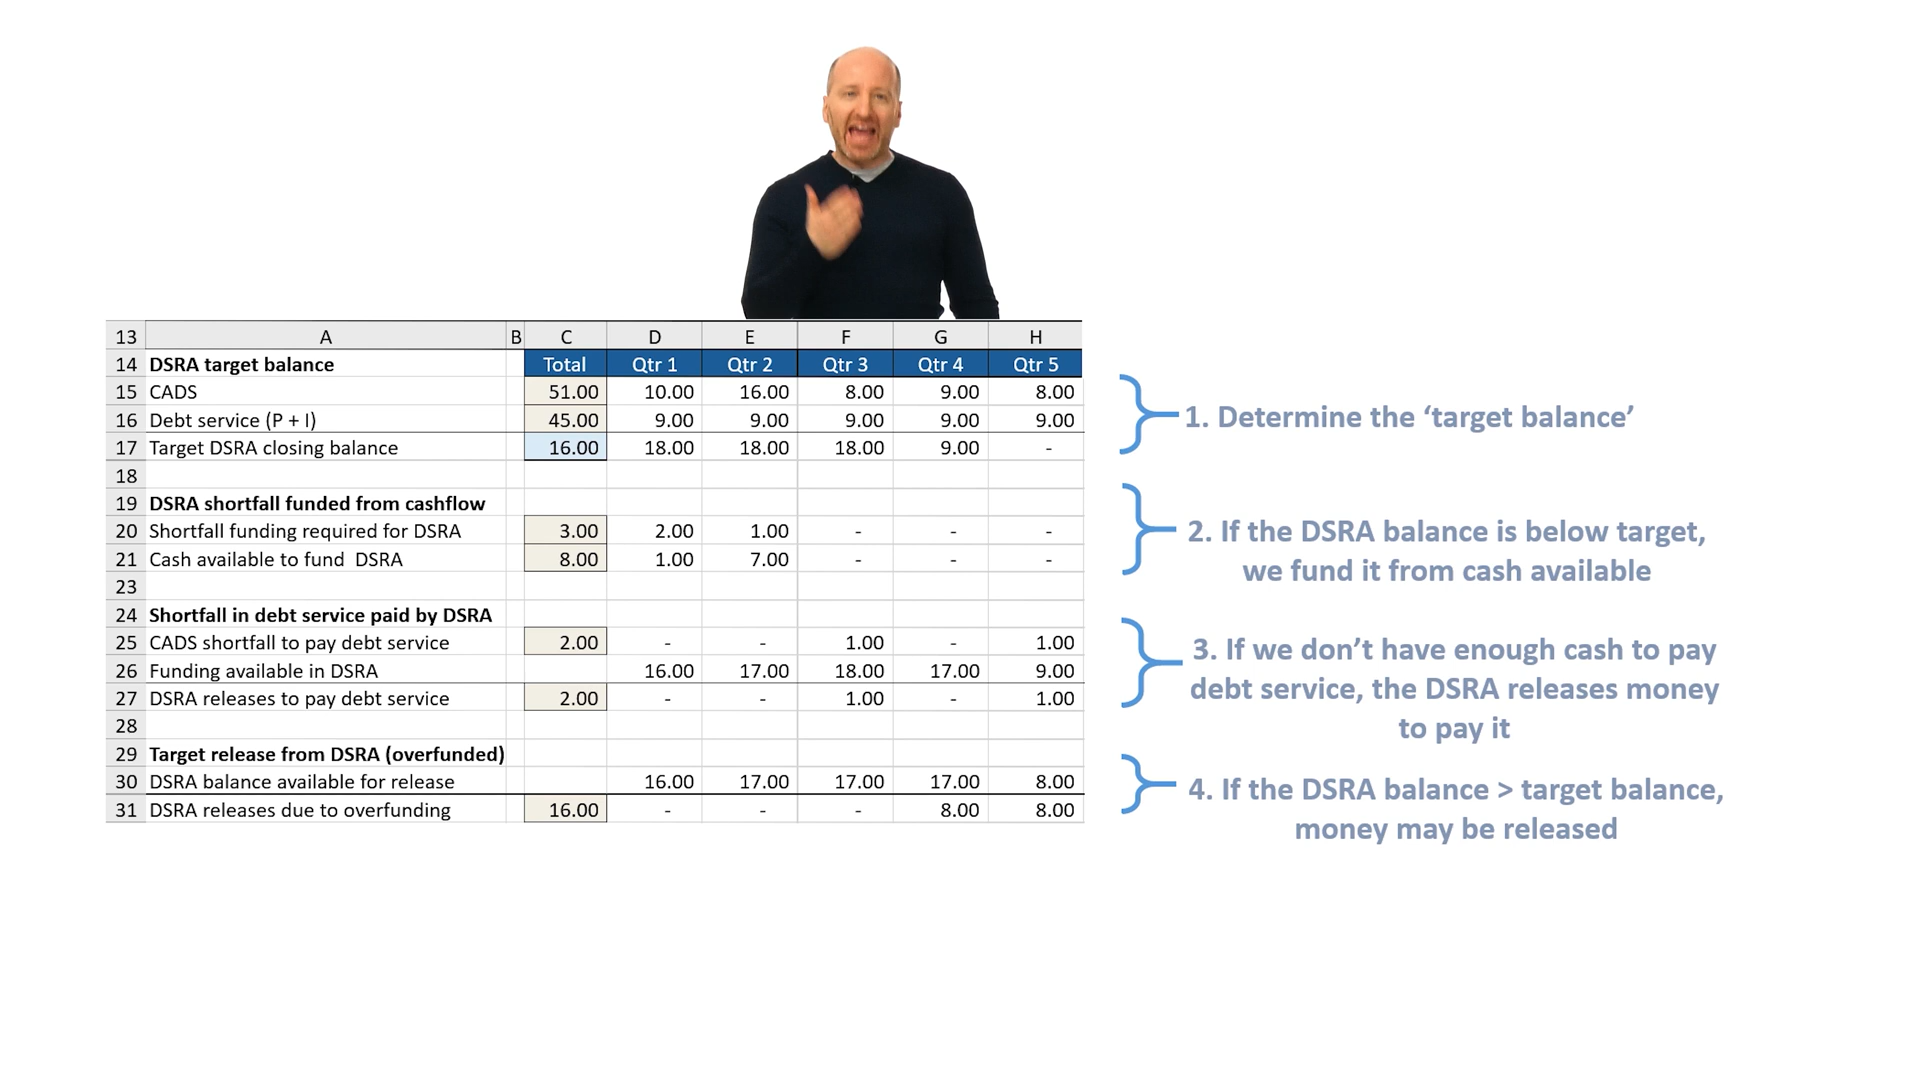 13 A B C D E F G H
14 DSRA target balance Total Qtr 1 Qtr 2 Qtr 3 Qtr 4 Qtr 5
15 CADS 51.00 10.00 16.00 8.00 9.00 8.00
16 Debt service (P + I) 45.00 9.00 9.00 9.00 9.00 9.00
17 Target DSRA closing balance 16.00 18.00 18.00 18.00 9.00 -
18
19 DSRA shortfall funded from cashflow
20 Shortfall funding required for DSRA 3.00 2.00 1.00 - - -
21 Cash available to fund DSRA 8.00 1.00 7.00 - - -
23
24 Shortfall in debt service paid by DSRA
25 CADS shortfall to pay debt service 2.00 - - 1.00 - 1.00
26 Funding available in DSRA 16.00 17.00 18.00 17.00 9.00
27 DSRA releases to pay debt service 2.00 - - 1.00 - 1.00
28
29 Target release from DSRA (overfunded)
30 DSRA balance available for release 16.00 17.00 17.00 17.00 8.00
31 DSRA releases due to overfunding 16.00 - - - 8.00 8.00
1. Determine the ‘target balance’
2. If the DSRA balance is below target,
we fund it from cash available
3. If we don’t have enough cash to pay
debt service, the DSRA releases money
to pay it
4. If the DSRA balance > target balance,
money may be released